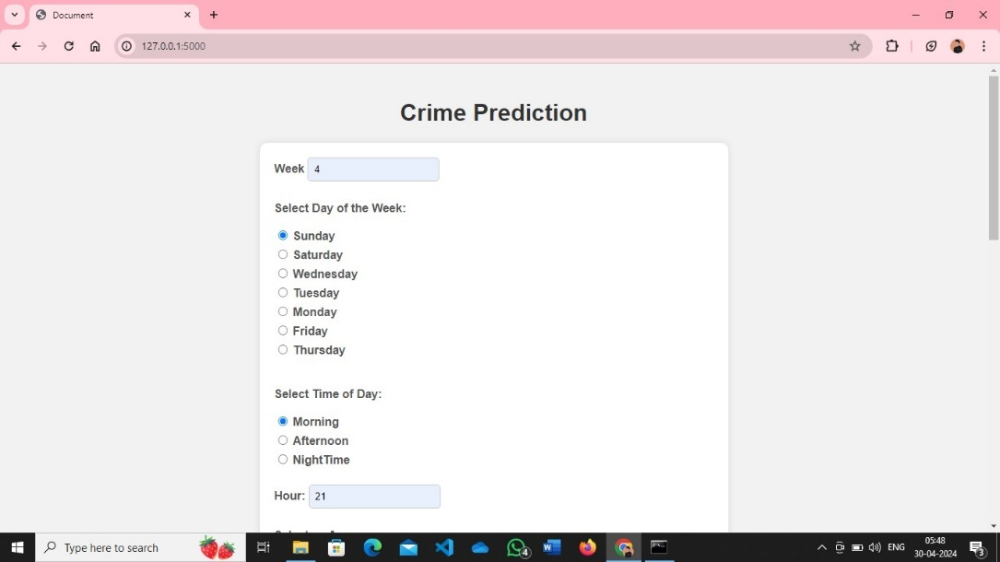 Document
127.0.0.1:5000
Crime Prediction
Week 4
Select Day of the Week:
Sunday
Saturday
Wednesday
Tuesday
Monday
Friday
Thursday
Select Time of Day:
Morning
Afternoon
NightTime
Hour: 21
Type here to search
4
ENG
05:48
30-04-2024
3